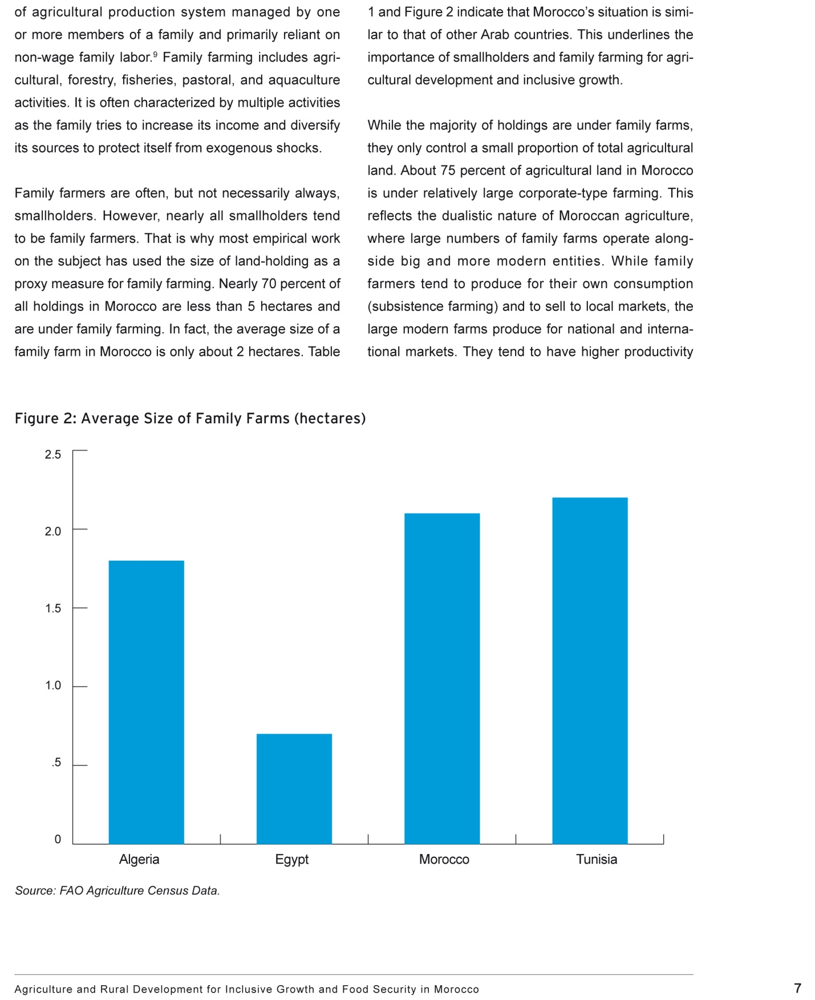 of agricultural production system managed by one
or more members of a family and primarily reliant on
non-wage family labor.⁹ Family farming includes agri-
cultural, forestry, fisheries, pastoral, and aquaculture
activities. It is often characterized by multiple activities
as the family tries to increase its income and diversify
its sources to protect itself from exogenous shocks.
Family farmers are often, but not necessarily always,
smallholders. However, nearly all smallholders tend
to be family farmers. That is why most empirical work
on the subject has used the size of land-holding as a
proxy measure for family farming. Nearly 70 percent of
all holdings in Morocco are less than 5 hectares and
are under family farming. In fact, the average size of a
family farm in Morocco is only about 2 hectares. Table
1 and Figure 2 indicate that Morocco’s situation is simi-
lar to that of other Arab countries. This underlines the
importance of smallholders and family farming for agri-
cultural development and inclusive growth.
While the majority of holdings are under family farms,
they only control a small proportion of total agricultural
land. About 75 percent of agricultural land in Morocco
is under relatively large corporate-type farming. This
reflects the dualistic nature of Moroccan agriculture,
where large numbers of family farms operate along-
side big and more modern entities. While family
farmers tend to produce for their own consumption
(subsistence farming) and to sell to local markets, the
large modern farms produce for national and interna-
tional markets. They tend to have higher productivity
Figure 2: Average Size of Family Farms (hectares)
2.5
2.0
1.5
1.0
.5
0
Algeria
Egypt
Morocco
Tunisia
Source: FAO Agriculture Census Data.
Agriculture and Rural Development for Inclusive Growth and Food Security in Morocco
7